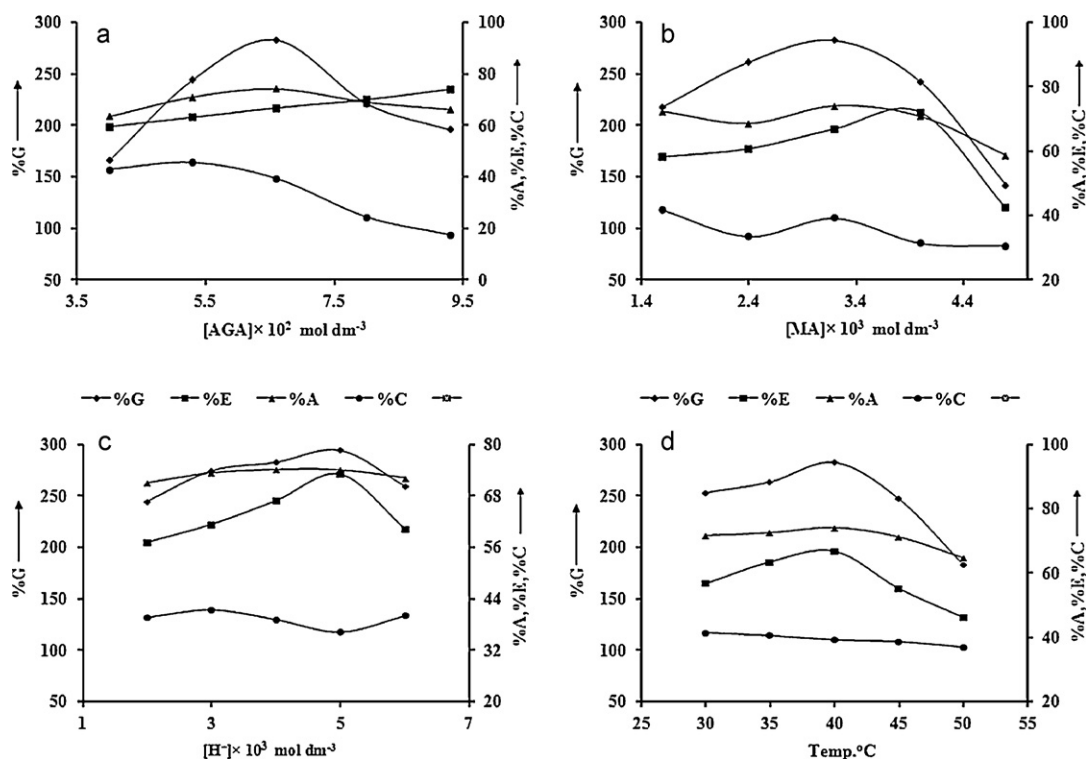 a
300
250
200
150
100
50
%G
100
80
60
40
20
0
%A,%E,%C
3.5 5.5 7.5 9.5
[AGA]× 10² mol dm⁻³
b
300
250
200
150
100
50
%G
100
80
60
40
20
%A,%E,%C
1.4 2.4 3.4 4.4
[MA]× 10³ mol dm⁻³
%G %E %A %C
%G %E %A %C
c
300
250
200
150
100
50
%G
80
68
56
44
32
20
%A,%E,%C
1 3 5 7
[H⁺]× 10³ mol dm⁻³
d
300
250
200
150
100
50
%G
100
80
60
40
20
%A,%E,%C
25 30 35 40 45 50 55
Temp.°C